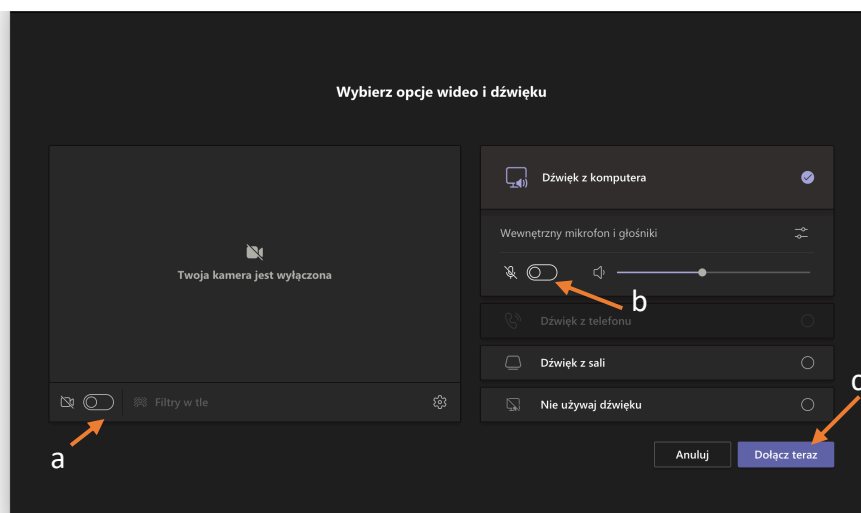 Wybierz opcje wideo i dźwięku
Twoja kamera jest wyłączona
Filtry w tle
a
Dźwięk z komputera
Wewnętrzny mikrofon i głośniki
b
Dźwięk z telefonu
Dźwięk z sali
Nie używaj dźwięku
Anuluj
Dołącz teraz